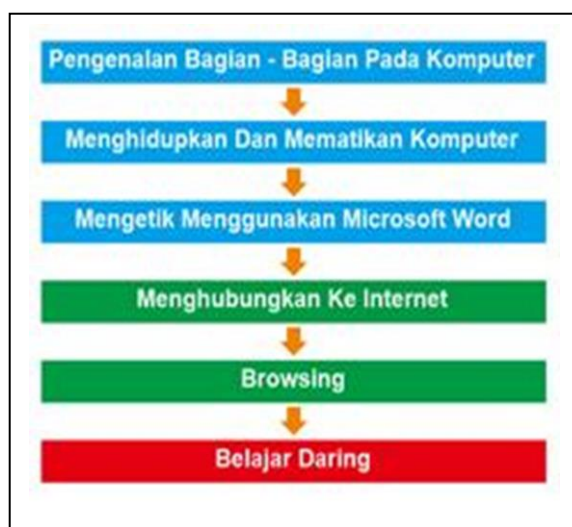 Pengenalan Bagian - Bagian Pada Komputer
Menghidupkan Dan Mematikan Komputer
Mengetik Menggunakan Microsoft Word
Menghubungkan Ke Internet
Browsing
Belajar Daring